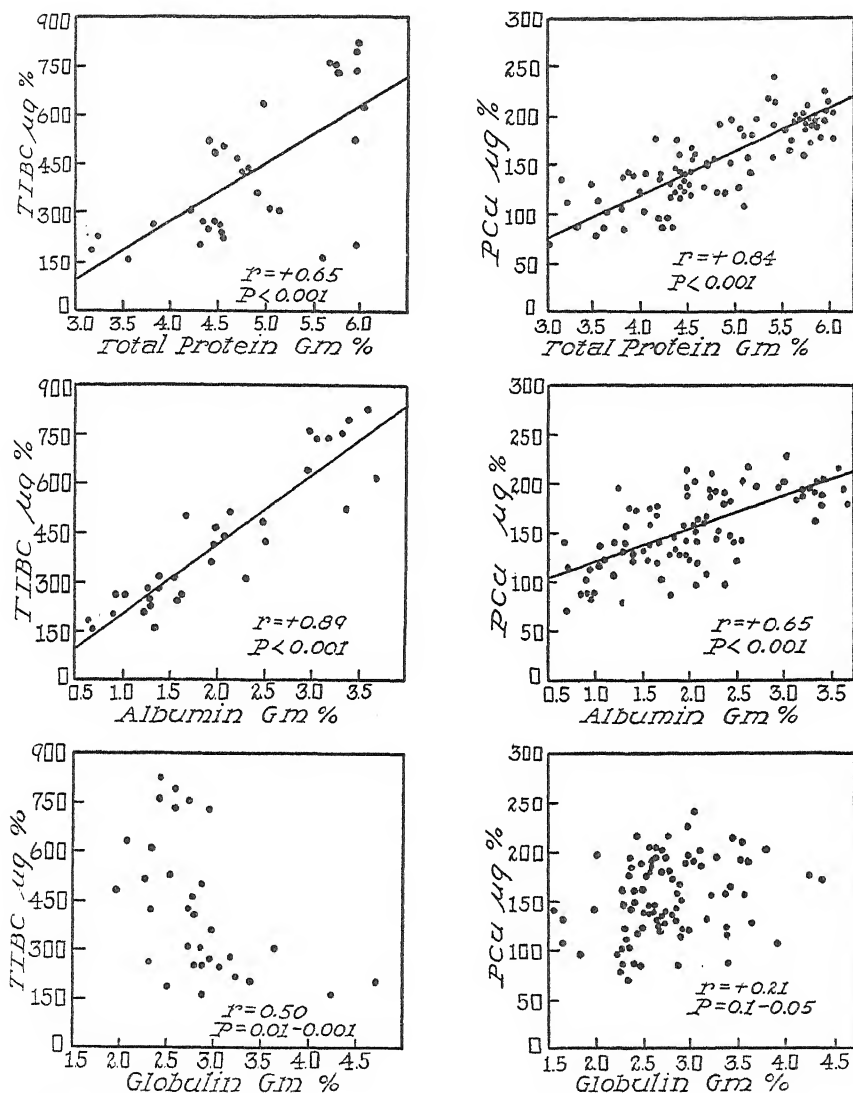 900
750
600
450
300
150
0
TIBC µg %
r=+0.65
P<0.001
3.0 3.5 4.0 4.5 5.0 5.5 6.0
Total Protein Gm %
300
250
200
150
100
50
0
PCu µg %
r=+0.84
P<0.001
3.0 3.5 4.0 4.5 5.0 5.5 6.0
Total Protein Gm %
900
750
600
450
300
150
0
TIBC µg %
r=+0.89
P<0.001
0.5 1.0 1.5 2.0 2.5 3.0 3.5
Albumin Gm %
300
250
200
150
100
50
0
PCu µg %
r=+0.65
P<0.001
0.5 1.0 1.5 2.0 2.5 3.0 3.5
Albumin Gm %
900
750
600
450
300
150
0
TIBC µg %
r=0.50
P=0.01-0.001
1.5 2.0 2.5 3.0 3.5 4.0 4.5
Globulin Gm %
300
250
200
150
100
50
0
PCu µg %
r=+0.21
P=0.1-0.05
1.5 2.0 2.5 3.0 3.5 4.0 4.5
Globulin Gm %